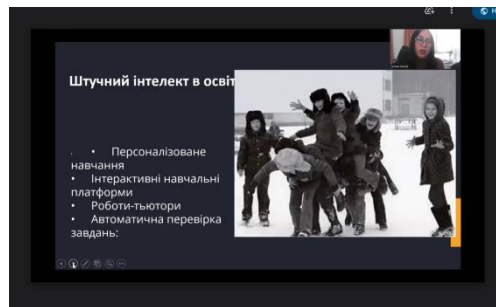 Штучний інтелект в освіт
• Персоналізоване
навчання
• Інтерактивні навчальні
платформи
• Роботи-тьютори
• Автоматична перевірка
завдань: